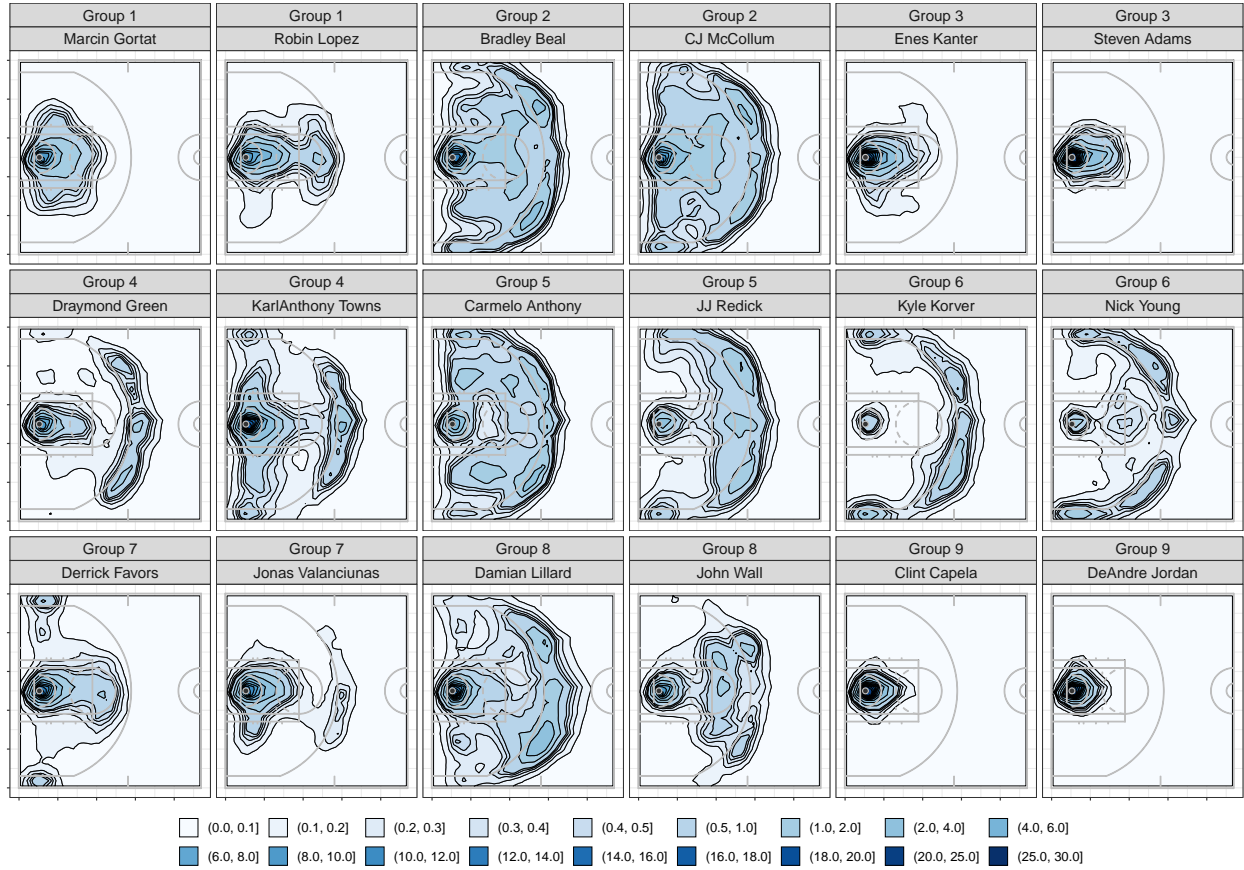 Group 1 Group 1 Group 2 Group 2 Group 3 Group 3
Marcin Gortat Robin Lopez Bradley Beal CJ McCollum Enes Kanter Steven Adams
Group 4 Group 4 Group 5 Group 5 Group 6 Group 6
Draymond Green KarlAnthony Towns Carmelo Anthony JJ Redick Kyle Korver Nick Young
Group 7 Group 7 Group 8 Group 8 Group 9 Group 9
Derrick Favors Jonas Valanciunas Damian Lillard John Wall Clint Capela DeAndre Jordan
(0.0, 0.1] (0.1, 0.2] (0.2, 0.3] (0.3, 0.4] (0.4, 0.5] (0.5, 1.0] (1.0, 2.0] (2.0, 4.0] (4.0, 6.0]
(6.0, 8.0] (8.0, 10.0] (10.0, 12.0] (12.0, 14.0] (14.0, 16.0] (16.0, 18.0] (18.0, 20.0] (20.0, 25.0] (25.0, 30.0]